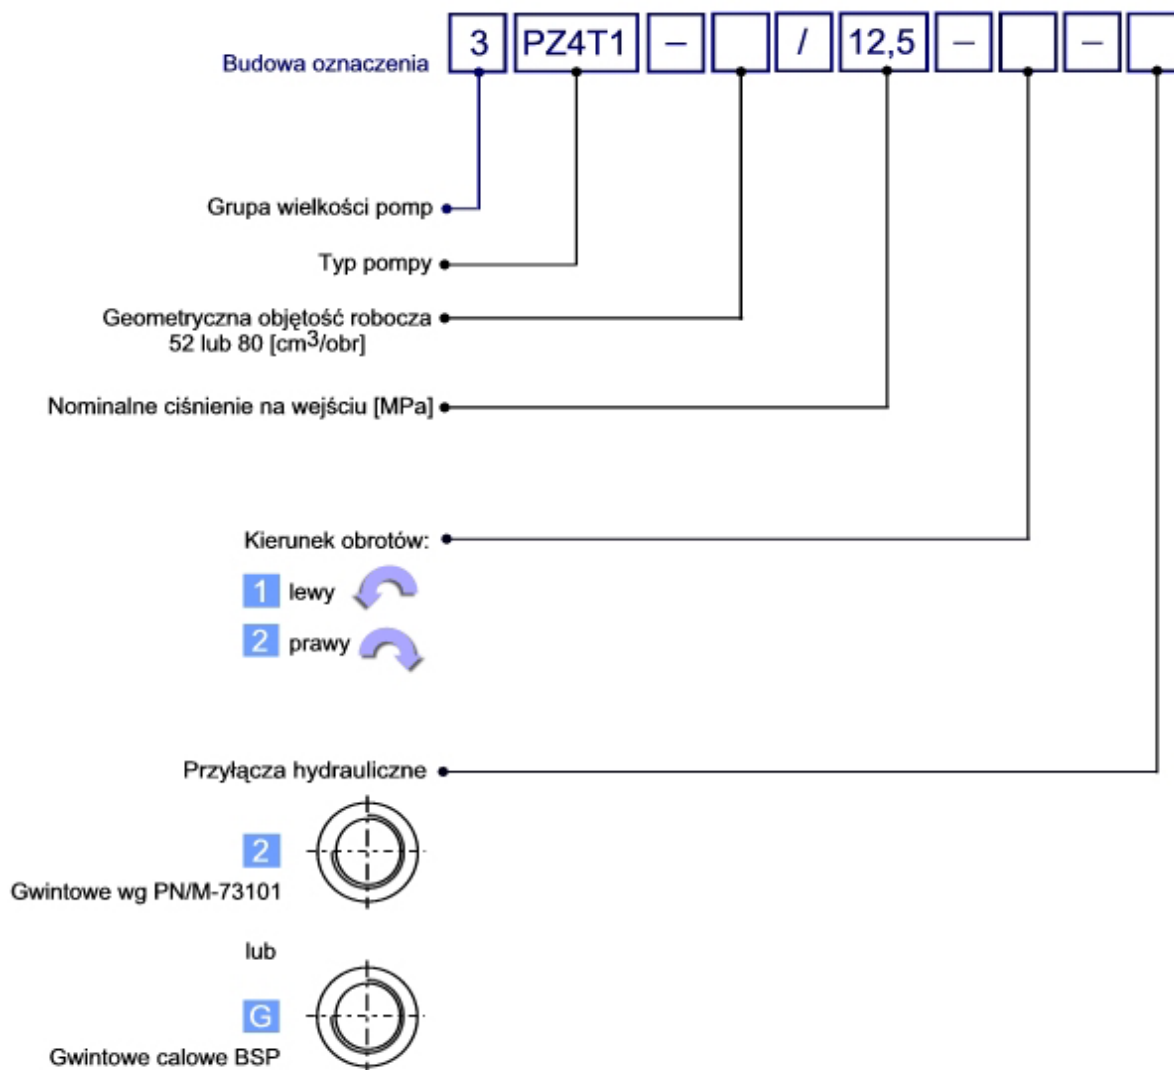 Budowa oznaczenia 3 PZ4T1 – / 12,5 – –
Grupa wielkości pomp
Typ pompy
Geometryczna objętość robocza
52 lub 80 [cm³/obr]
Nominalne ciśnienie na wejściu [MPa]
Kierunek obrotów:
1 lewy
2 prawy
Przyłącza hydrauliczne
2
Gwintowe wg PN/M-73101
lub
G
Gwintowe calowe BSP